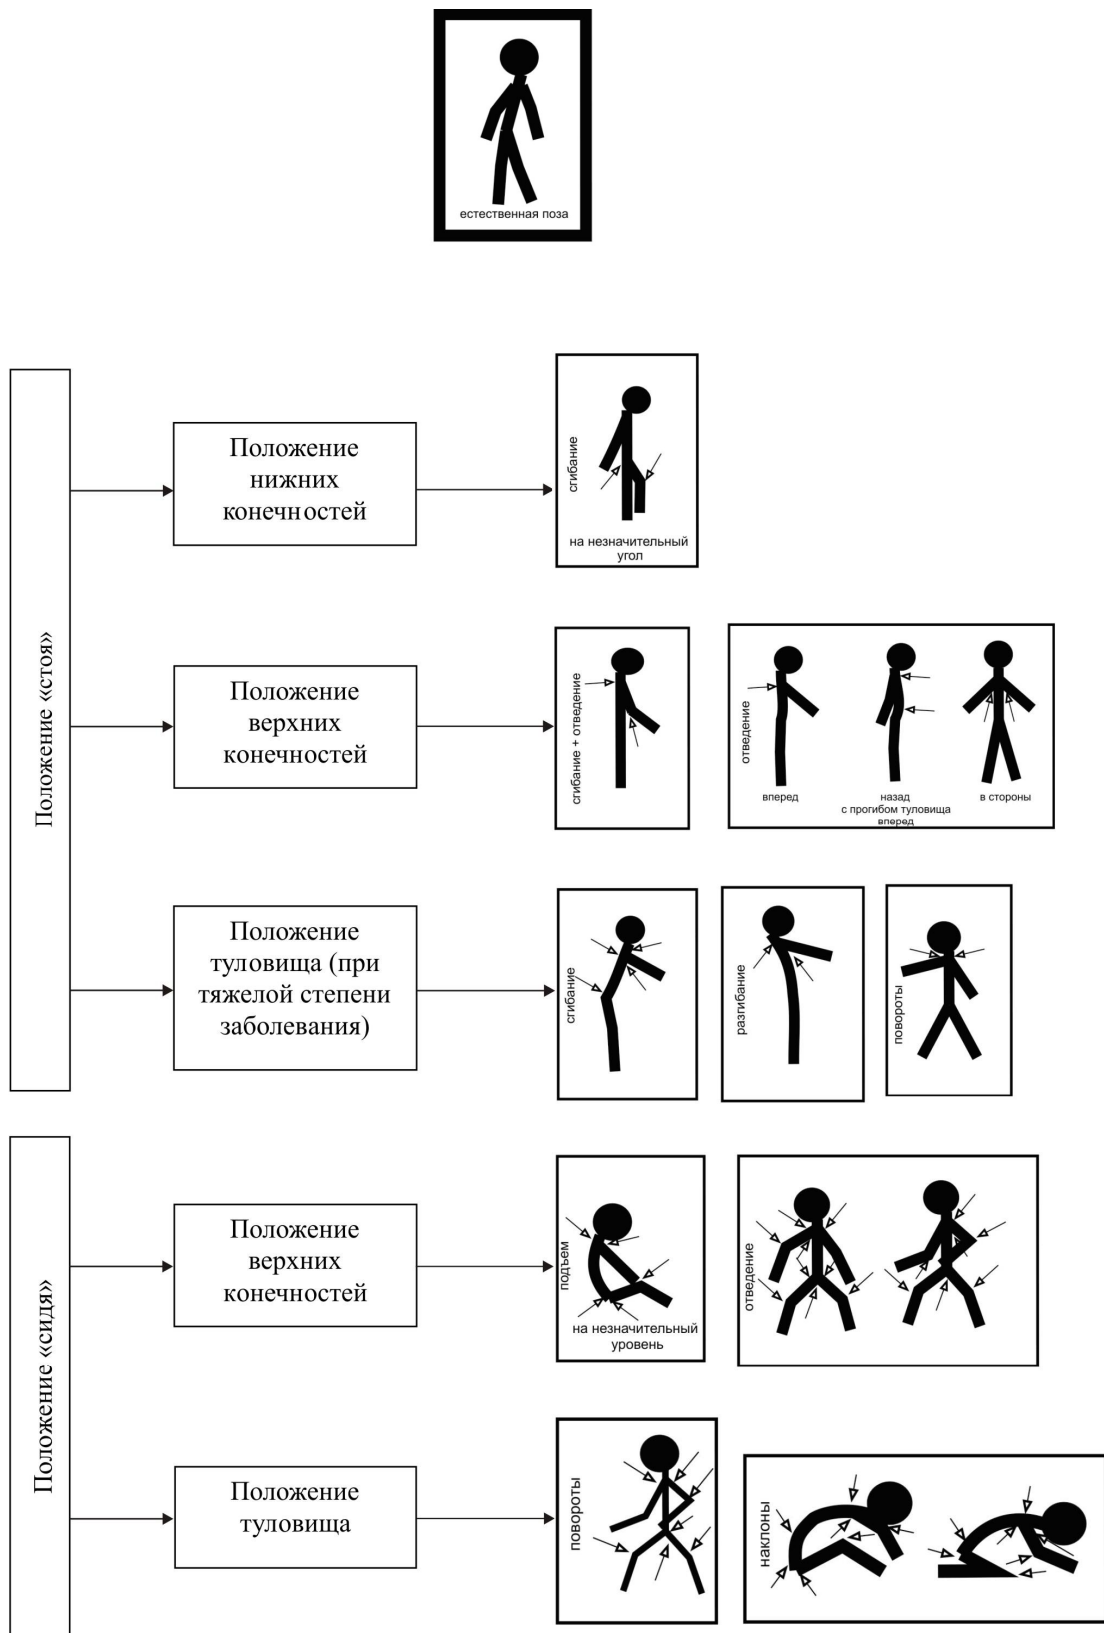 естественная поза
Положение «стоя»
Положение
нижних
конечностей
сгибание
на незначительный
угол
Положение
верхних
конечностей
сгибание + отведение
отведение
вперед
назад
с прогибом туловища
вперед
в стороны
Положение
туловища (при
тяжелой степени
заболевания)
сгибание
разгибание
повороты
Положение «сидя»
Положение
верхних
конечностей
подъем
на незначительный
уровень
отведение
Положение
туловища
повороты
наклоны